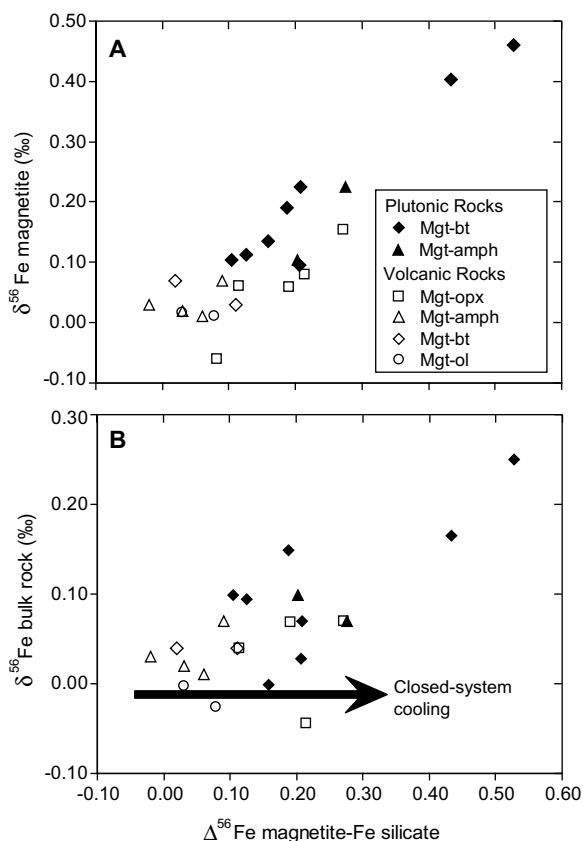 A
0.50
0.40
0.30
0.20
0.10
0.00
-0.10
δ⁵⁶Fe magnetite (‰)
Plutonic Rocks
Mgt-bt
Mgt-amph
Volcanic Rocks
Mgt-opx
Mgt-amph
Mgt-bt
Mgt-ol
B
0.30
0.20
0.10
0.00
-0.10
δ⁵⁶Fe bulk rock (‰)
Closed-system
cooling
-0.10 0.00 0.10 0.20 0.30 0.40 0.50 0.60
Δ⁵⁶Fe magnetite-Fe silicate